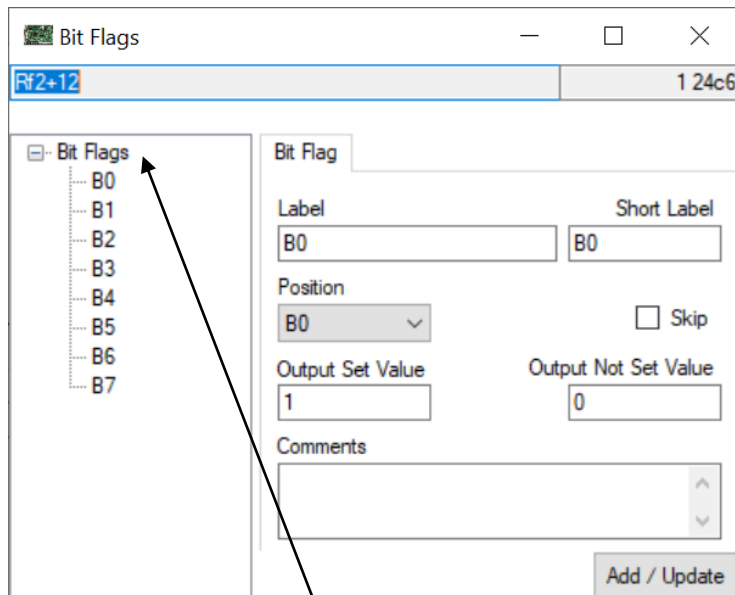 Bit Flags
Rf2+12 1 24c6
Bit Flags
B0
B1
B2
B3
B4
B5
B6
B7
Bit Flag
Label Short Label
B0 B0
Position
B0 Skip
Output Set Value Output Not Set Value
1 0
Comments
Add / Update